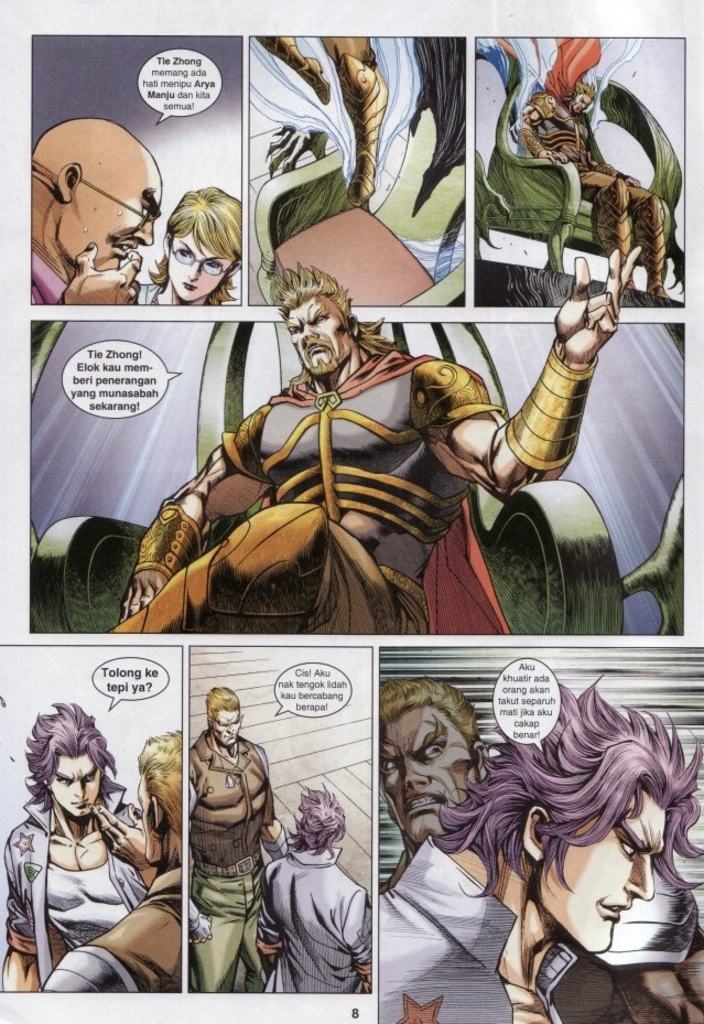 Tie Zhong
memang ada
hati menipu Arya
Manju dan kita
semua!
Tie Zhong!
Elok kau mem-
beri penerangan
yang munasabah
sekarang!
Tolong ke
tepi ya?
Cis! Aku
nak tengok lidah
kau bercabang
berapa!
Aku
khuatir ada
orang akan
takut separuh
mati jika aku
cakap
benar!
8